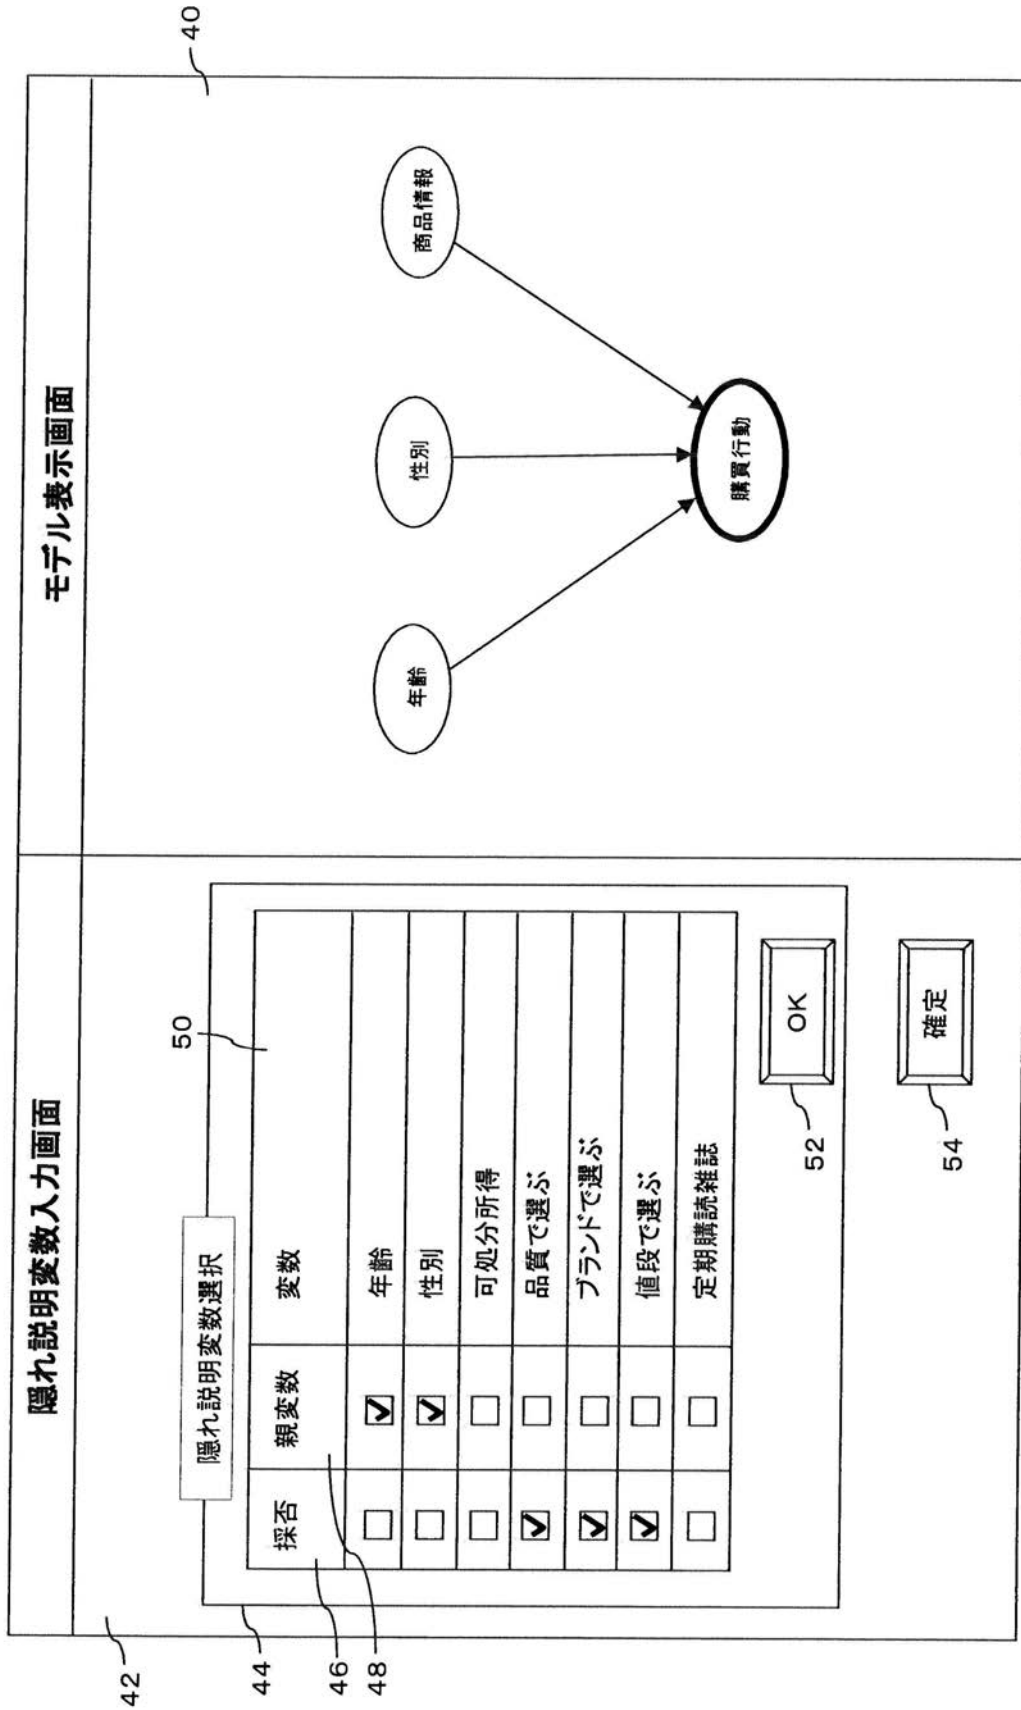 隠れ説明変数入力画面
モデル表示画面
40
42
44
隠れ説明変数選択
50
採否 親変数 変数
46
48
年齢
性別
可処分所得
品質で選ぶ
ブランドで選ぶ
値段で選ぶ
定期購読雑誌
OK
52
確定
54
年齢
性別
商品情報
購買行動